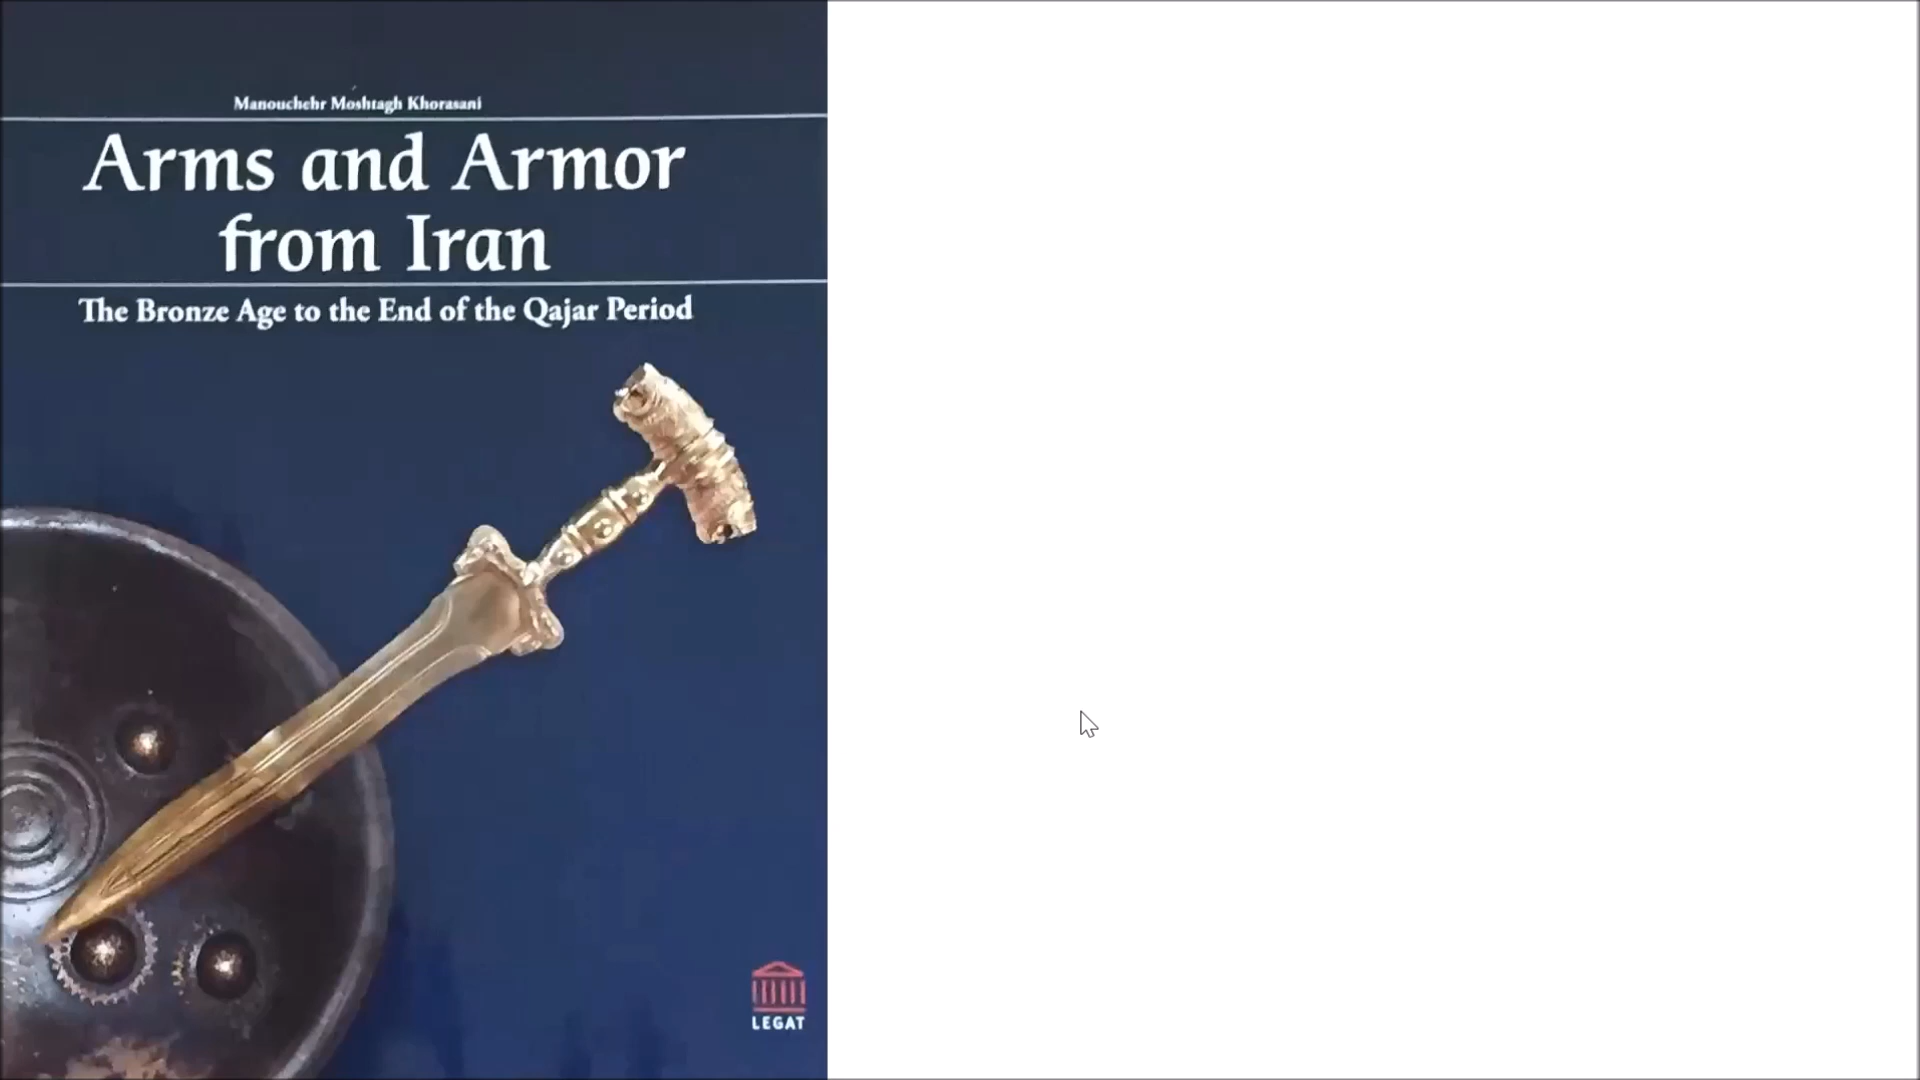 Manouchehr Moshtagh Khorasani
Arms and Armor
from Iran
The Bronze Age to the End of the Qajar Period
LEGAT